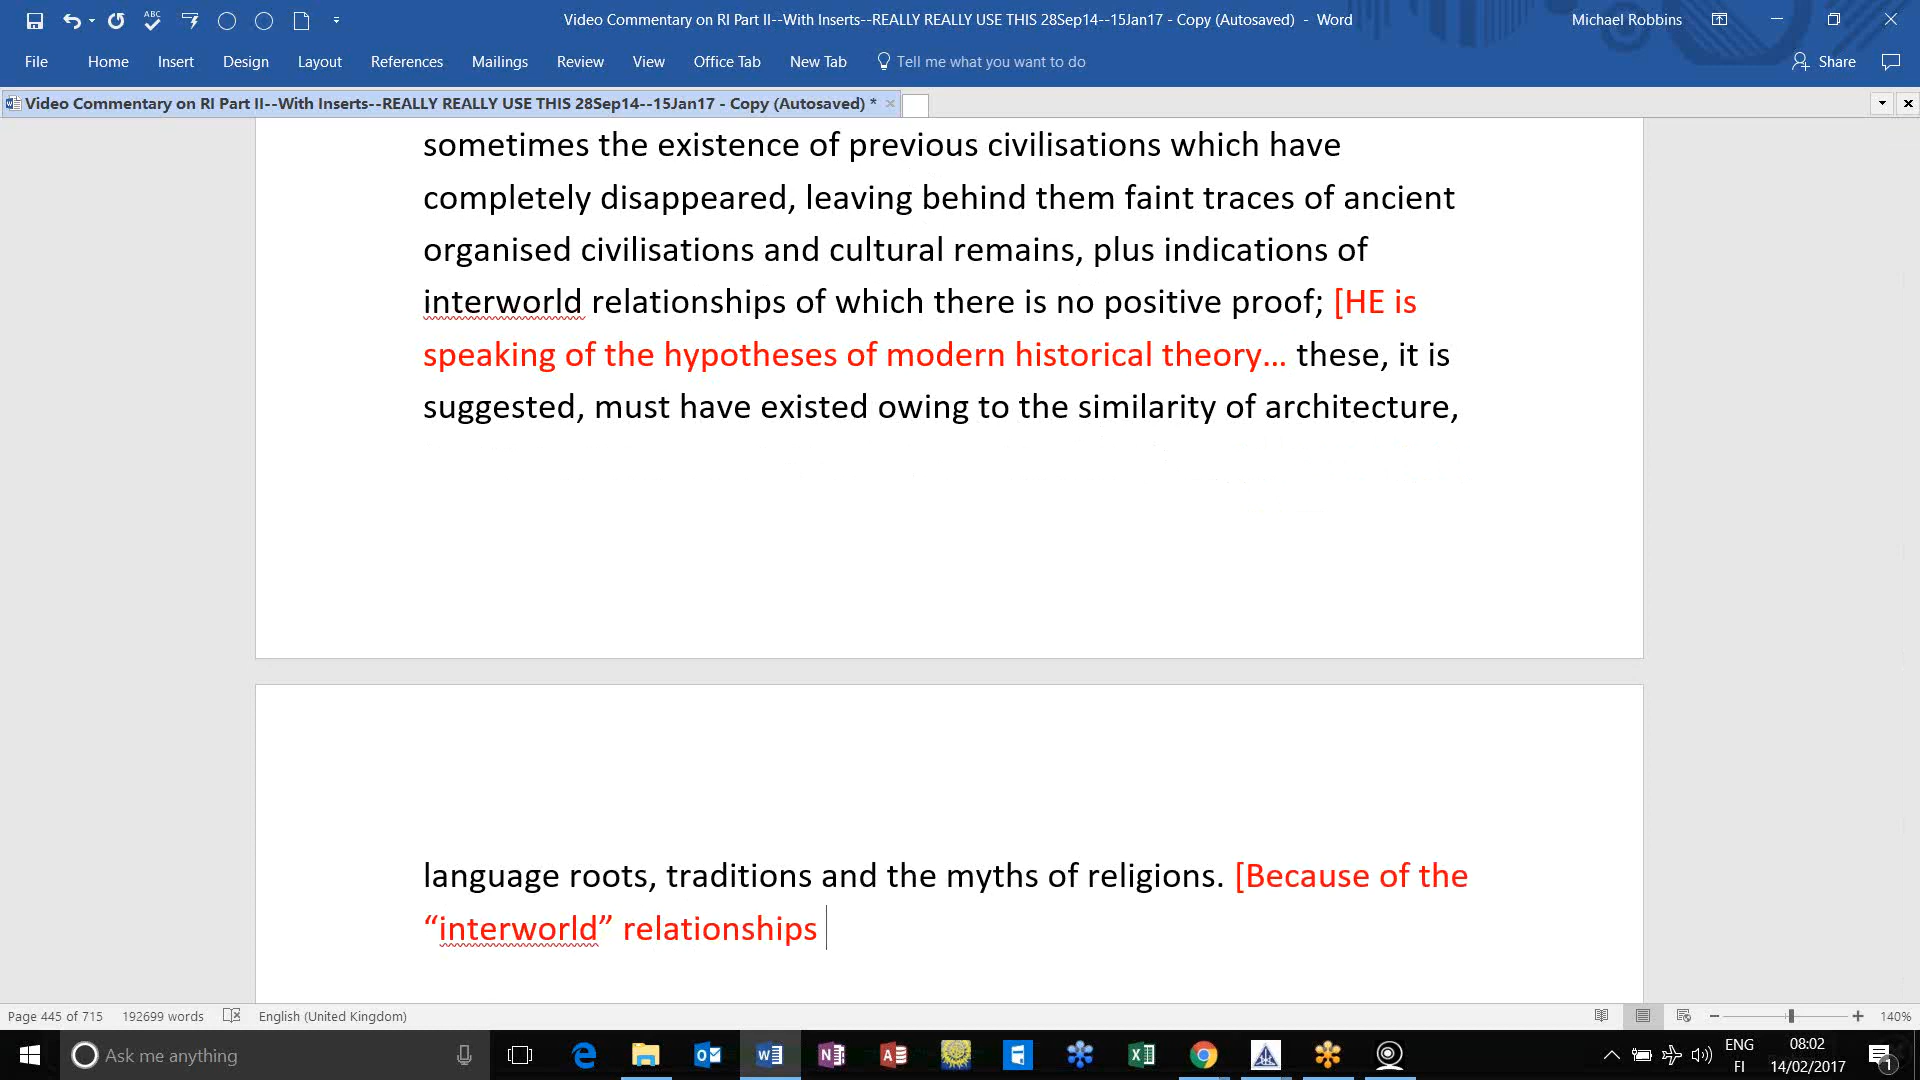 ABC
Video Commentary on RI Part II--With Inserts--REALLY REALLY USE THIS 28Sep14--15Jan17 - Copy (Autosaved) - Word
Michael Robbins
File Home Insert Design Layout References Mailings Review View Office Tab New Tab Tell me what you want to do Share
Video Commentary on RI Part II--With Inserts--REALLY REALLY USE THIS 28Sep14--15Jan17 - Copy (Autosaved) *
sometimes the existence of previous civilisations which have
completely disappeared, leaving behind them faint traces of ancient
organised civilisations and cultural remains, plus indications of
interworld relationships of which there is no positive proof; [HE is
speaking of the hypotheses of modern historical theory… these, it is
suggested, must have existed owing to the similarity of architecture,
language roots, traditions and the myths of religions. [Because of the
“interworld” relationships
Page 445 of 715 192699 words English (United Kingdom) 140%
Ask me anything
ENG 08:02
FI 14/02/2017 1